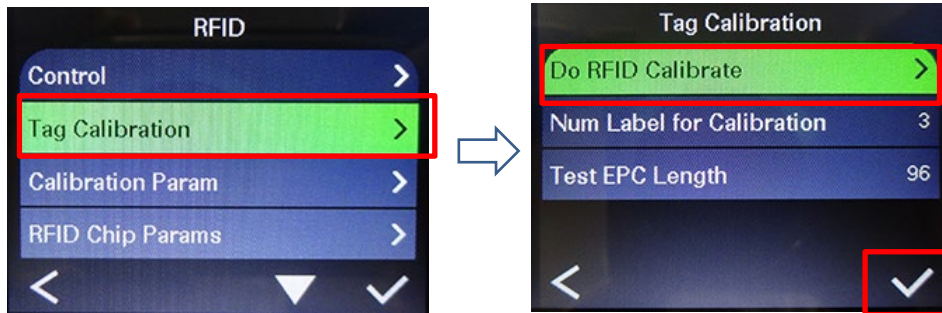 RFID
Control
Tag Calibration
Calibration Param
RFID Chip Params
Tag Calibration
Do RFID Calibrate
Num Label for Calibration 3
Test EPC Length 96